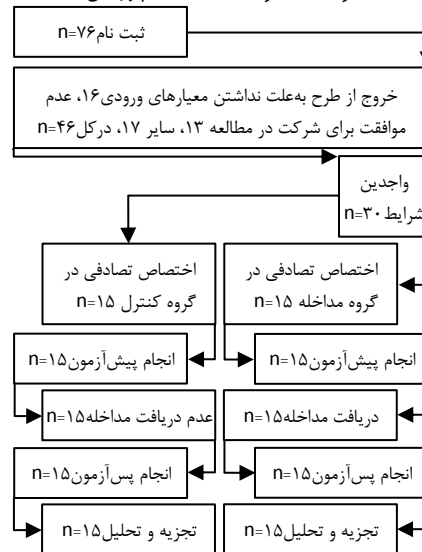 ثبت نام۷۶=n
خروج از طرح به‌علت نداشتن معیارهای ورودی۱۶، عدم
موافقت برای شرکت در مطالعه ۱۳، سایر ۱۷، درکل۴۶=n
واجدین
شرایط۳۰=n
اختصاص تصادفی در
گروه مداخله ۱۵=n
اختصاص تصادفی در
گروه کنترل ۱۵=n
انجام پیش‌آزمون۱۵=n
انجام پیش‌آزمون۱۵=n
دریافت مداخله۱۵=n
عدم دریافت مداخله۱۵=n
انجام پس‌آزمون۱۵=n
انجام پس‌آزمون۱۵=n
تجزیه و تحلیل۱۵=n
تجزیه و تحلیل۱۵=n